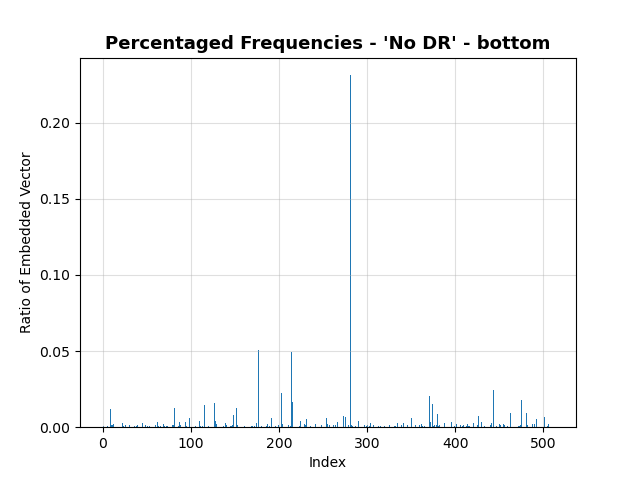 Percentaged Frequencies - 'No DR' - bottom
0.20
0.15
0.10
0.05
0.00
Ratio of Embedded Vector
0 100 200 300 400 500
Index